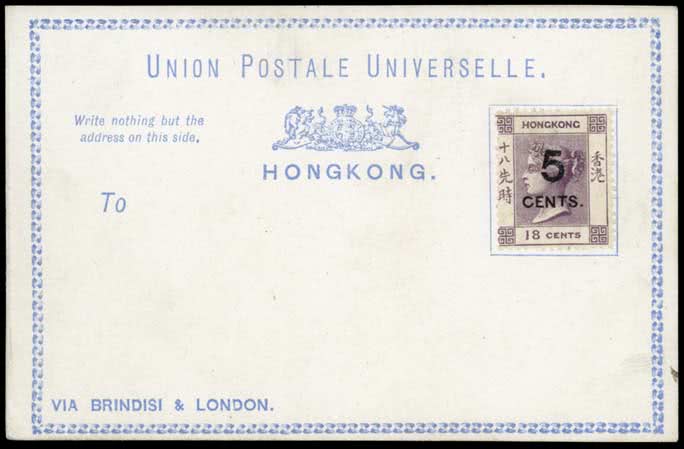 UNION POSTALE UNIVERSELLE.
Write nothing but the
address on this side.
HONGKONG.
To
HONGKONG
十八先時
香港
5
CENTS.
18 CENTS
VIA BRINDISI & LONDON.